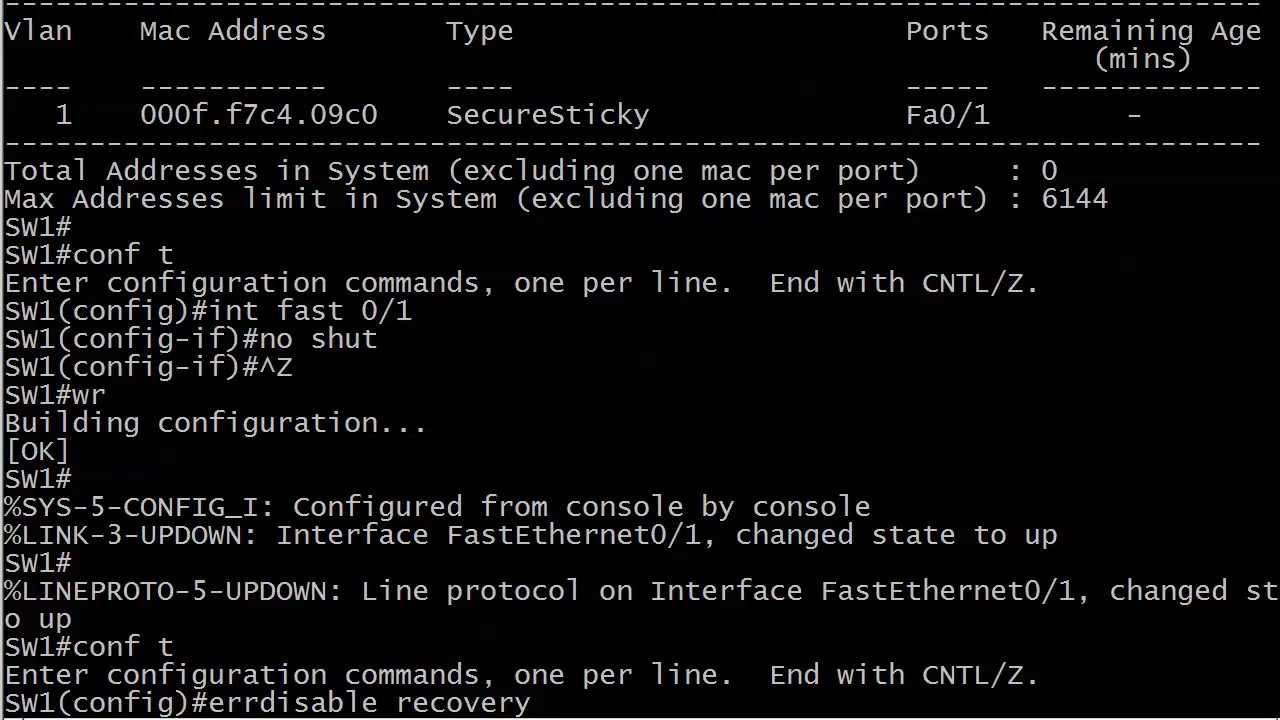 -----------------------------------------------------------------------------
Vlan    Mac Address       Type                          Ports   Remaining Age
                                                                   (mins)
----    -----------       ----                          -----   -------------
   1    000f.f7c4.09c0    SecureSticky                  Fa0/1        -
-----------------------------------------------------------------------------
Total Addresses in System (excluding one mac per port)     : 0
Max Addresses limit in System (excluding one mac per port) : 6144
SW1#
SW1#conf t
Enter configuration commands, one per line.  End with CNTL/Z.
SW1(config)#int fast 0/1
SW1(config-if)#no shut
SW1(config-if)#^Z
SW1#wr
Building configuration...
[OK]
SW1#
%SYS-5-CONFIG_I: Configured from console by console
%LINK-3-UPDOWN: Interface FastEthernet0/1, changed state to up
SW1#
%LINEPROTO-5-UPDOWN: Line protocol on Interface FastEthernet0/1, changed st
o up
SW1#conf t
Enter configuration commands, one per line.  End with CNTL/Z.
SW1(config)#errdisable recovery